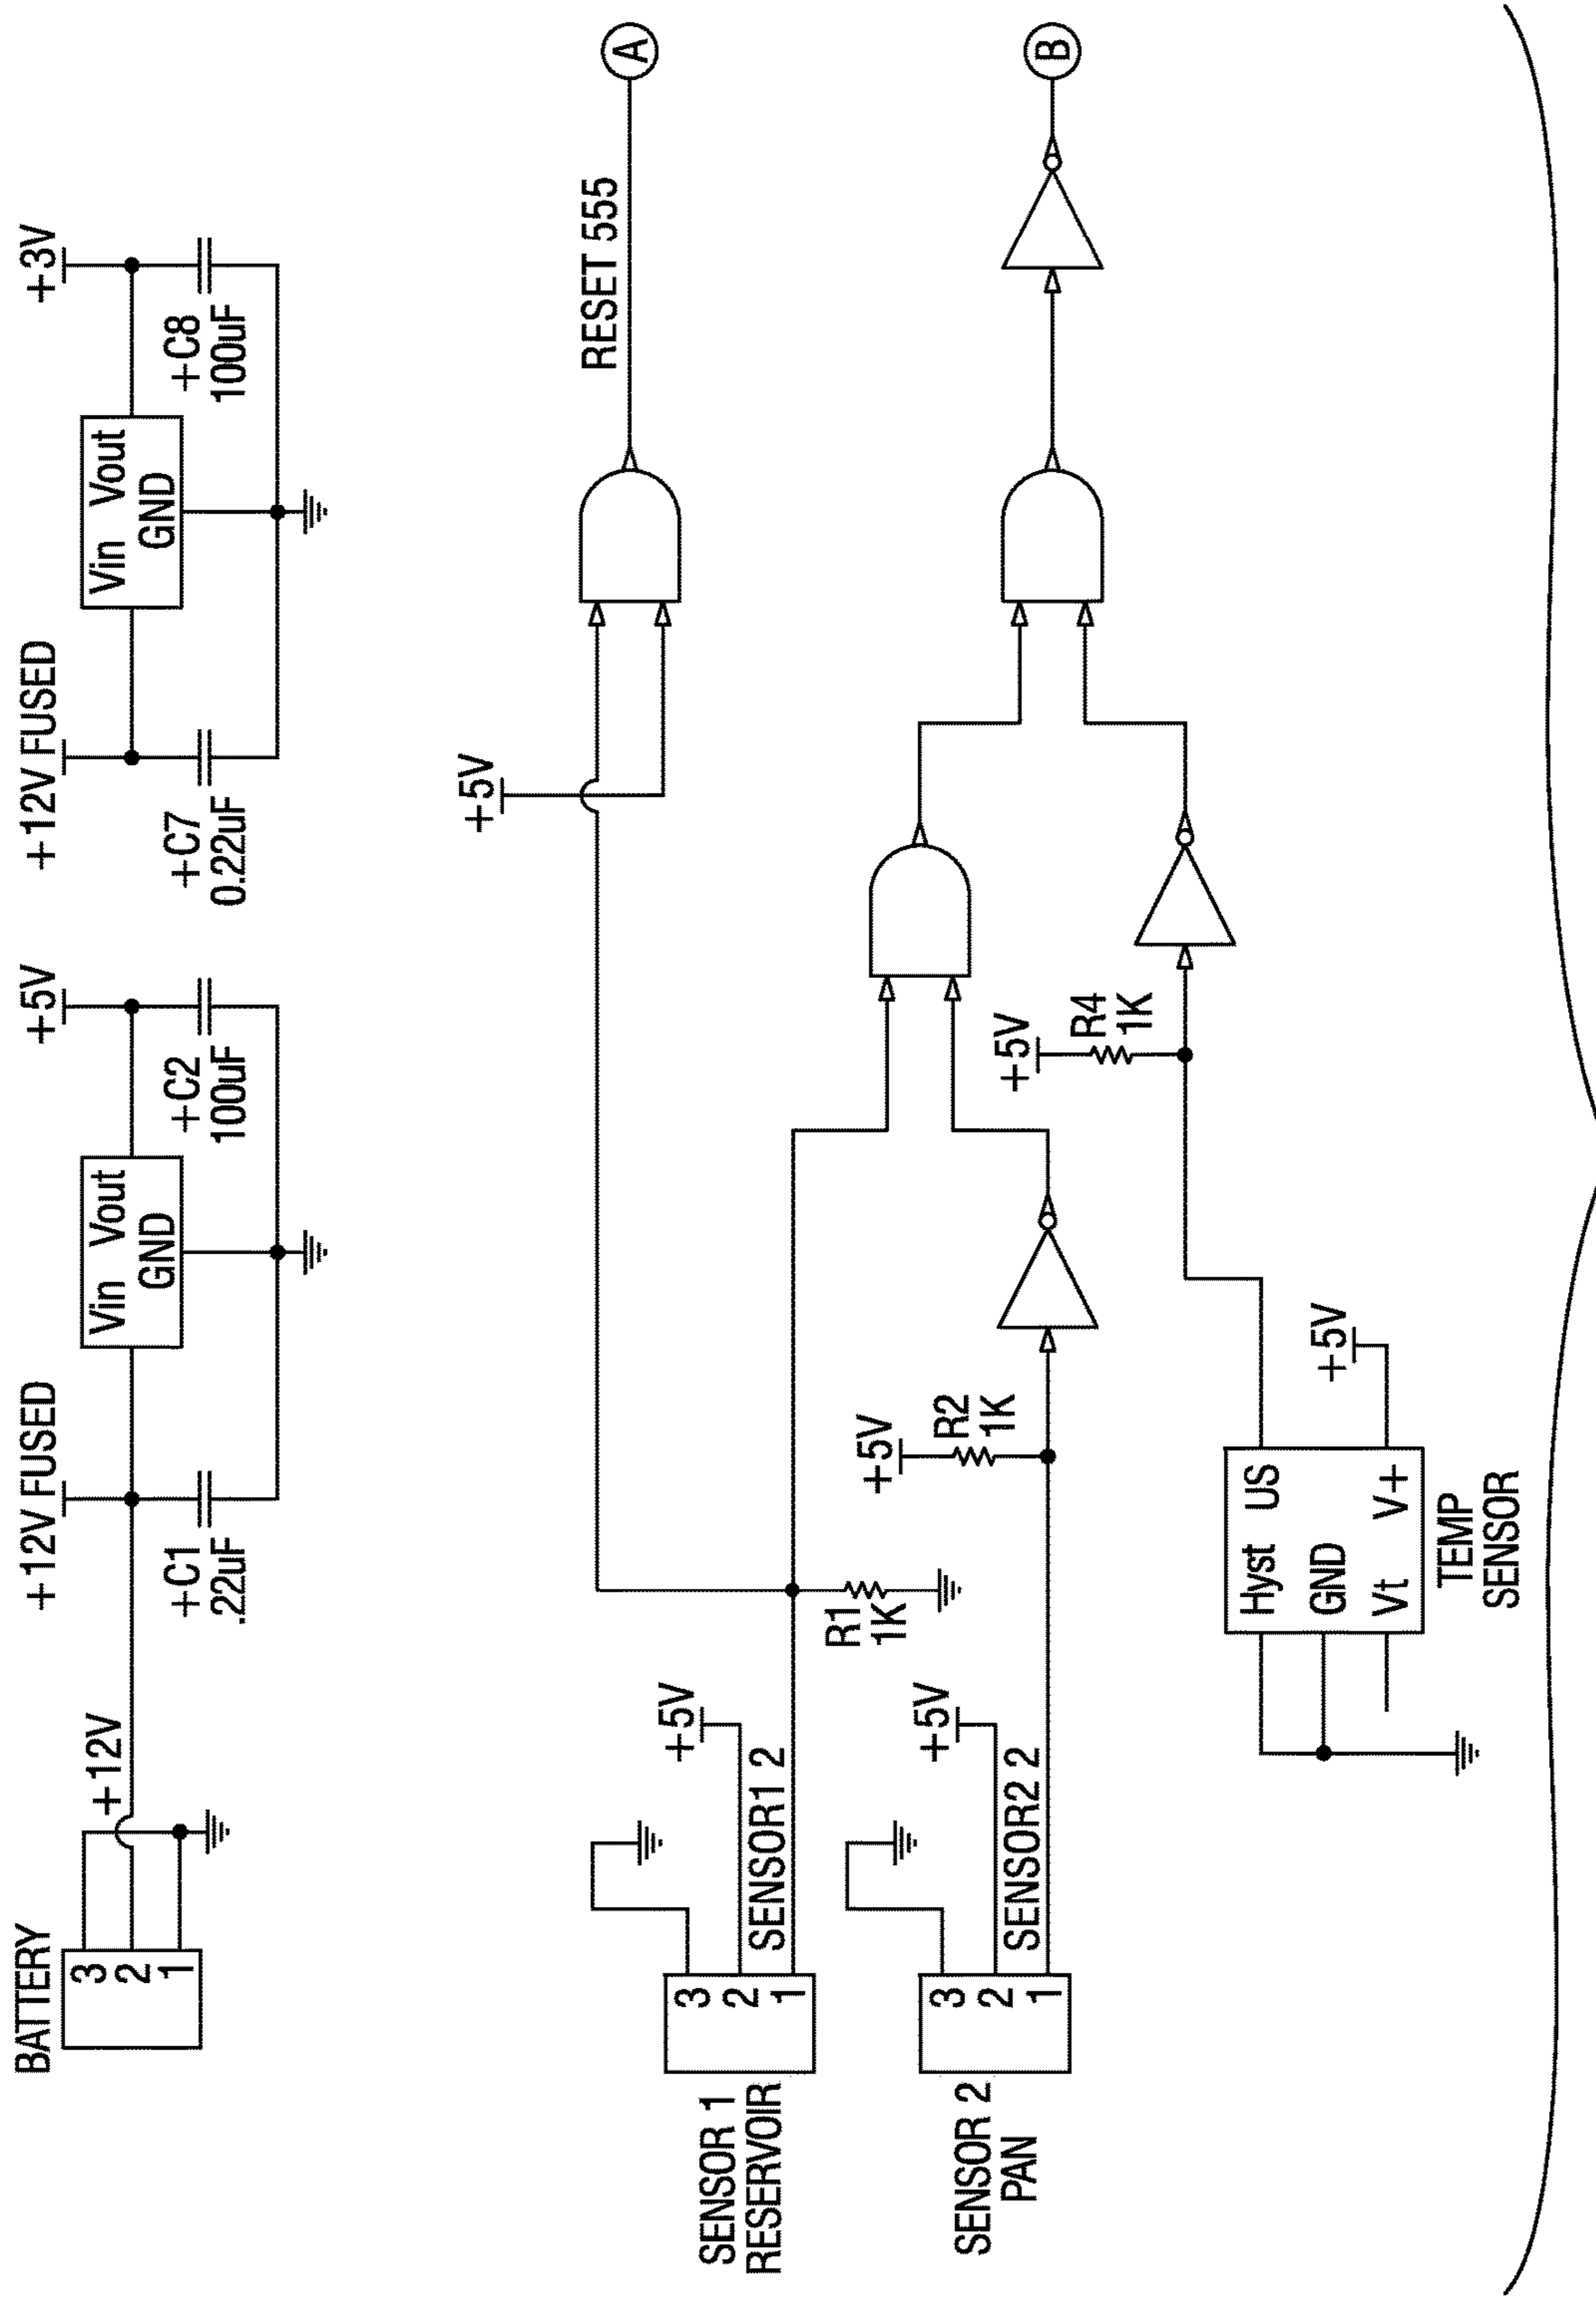 BATTERY
3
2
1
+12V
+12V FUSED
+C1
.22uF
Vin Vout
GND
+5V
+C2
100uF
+12V FUSED
+C7
0.22uF
Vin Vout
GND
+3V
+C8
100uF
SENSOR 1
RESERVOIR
3
2
1
+5V
SENSOR1 2
R1
1K
+5V
RESET 555
A
SENSOR 2
PAN
3
2
1
+5V
SENSOR2 2
+5V
R2
1K
+5V
R4
1K
B
Hyst US
GND
Vt V+
TEMP
SENSOR
+5V